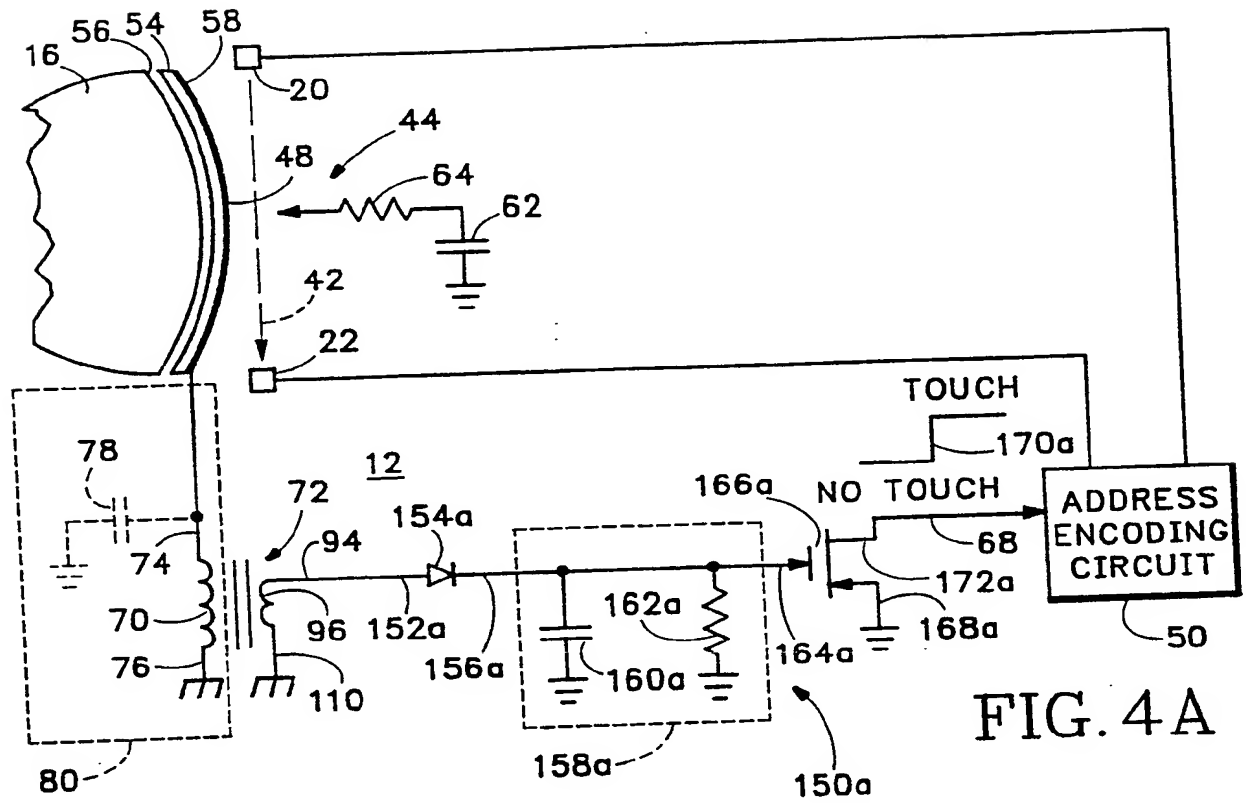 56 54 58
16
20
44
48
64
62
42
22
TOUCH
170a
78
12
72
166a
NO TOUCH
154a
ADDRESS
ENCODING
CIRCUIT
74
94
68
172a
70
96
152a
162a
168a
50
76
156a
160a
164a
110
FIG. 4A
80
158a
150a